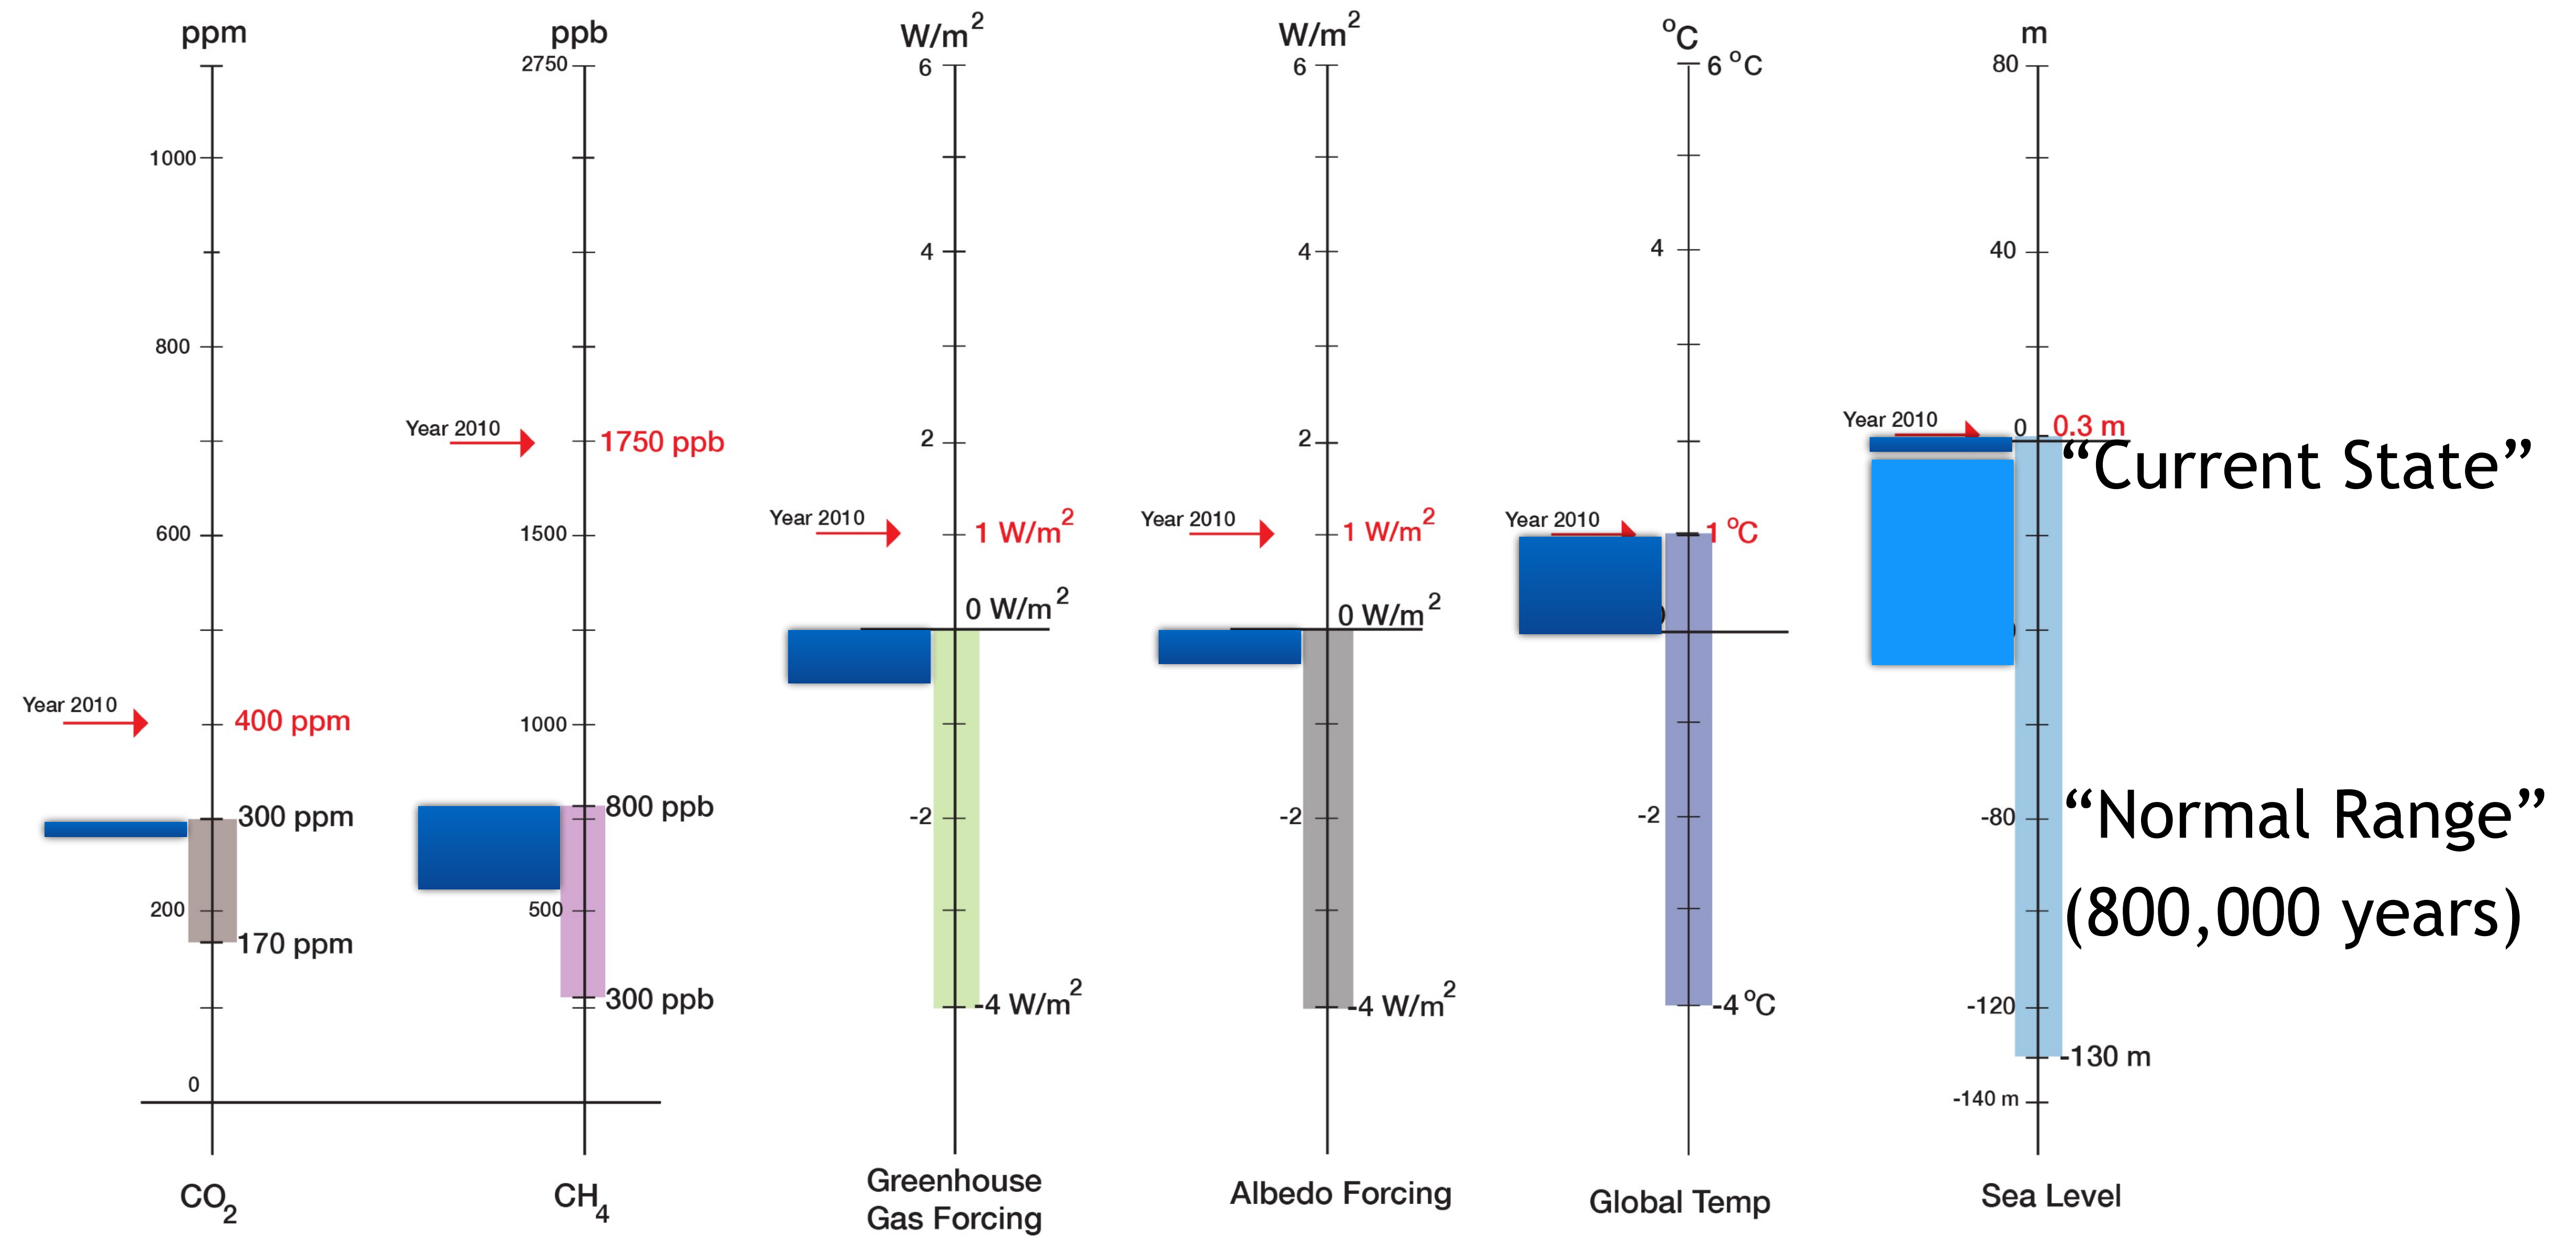 ppm
1000
800
600
Year 2010
400 ppm
300 ppm
200
170 ppm
0
CO2
ppb
2750
Year 2010
1750 ppb
1500
1000
800 ppb
500
300 ppb
CH4
W/m2
6
4
2
Year 2010
1 W/m2
0 W/m2
-2
-4 W/m2
Greenhouse
Gas Forcing
W/m2
6
4
2
Year 2010
1 W/m2
0 W/m2
-2
-4 W/m2
Albedo Forcing
oC
6 oC
4
Year 2010
1 oC
-2
-4 oC
Global Temp
m
80
40
Year 2010
0
0.3 m
"Current State"
-80
"Normal Range"
(800,000 years)
-120
-130 m
-140 m
Sea Level